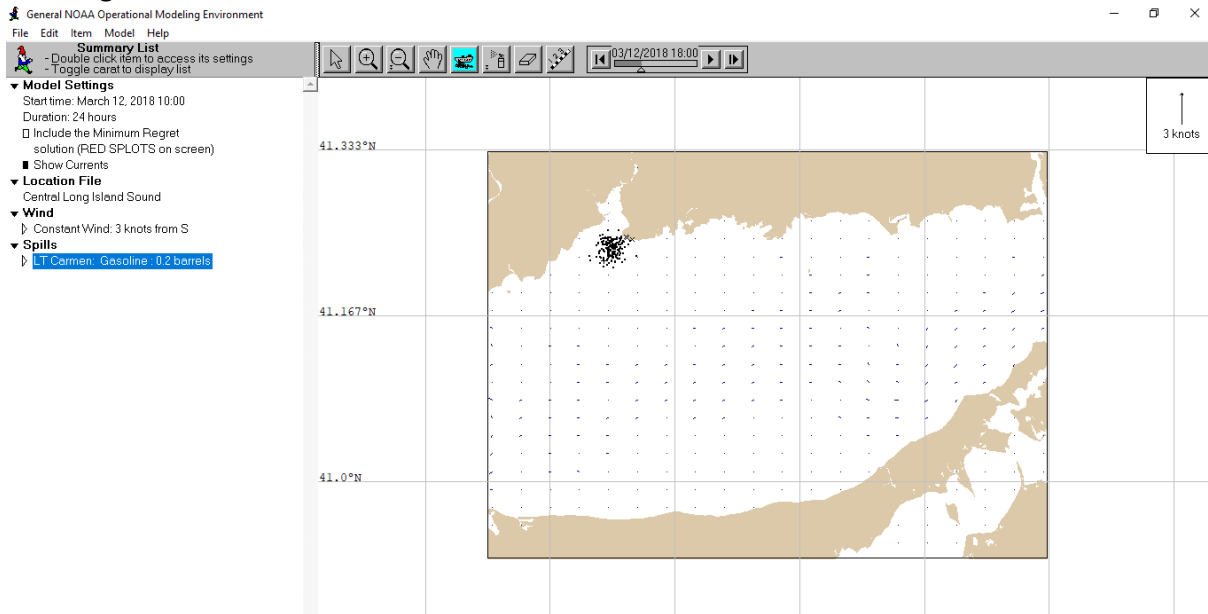 General NOAA Operational Modeling Environment
File Edit Item Model Help
Summary List
- Double click item to access its settings
- Toggle carat to display list
03/12/2018 18:00
Model Settings
Start time: March 12, 2018 10:00
Duration: 24 hours
Include the Minimum Regret
solution (RED SPLOTS on screen)
Show Currents
Location File
Central Long Island Sound
Wind
Constant Wind: 3 knots from S
Spills
LT Carmen: Gasoline : 0.2 barrels
3 knots
41.333°N
41.167°N
41.0°N